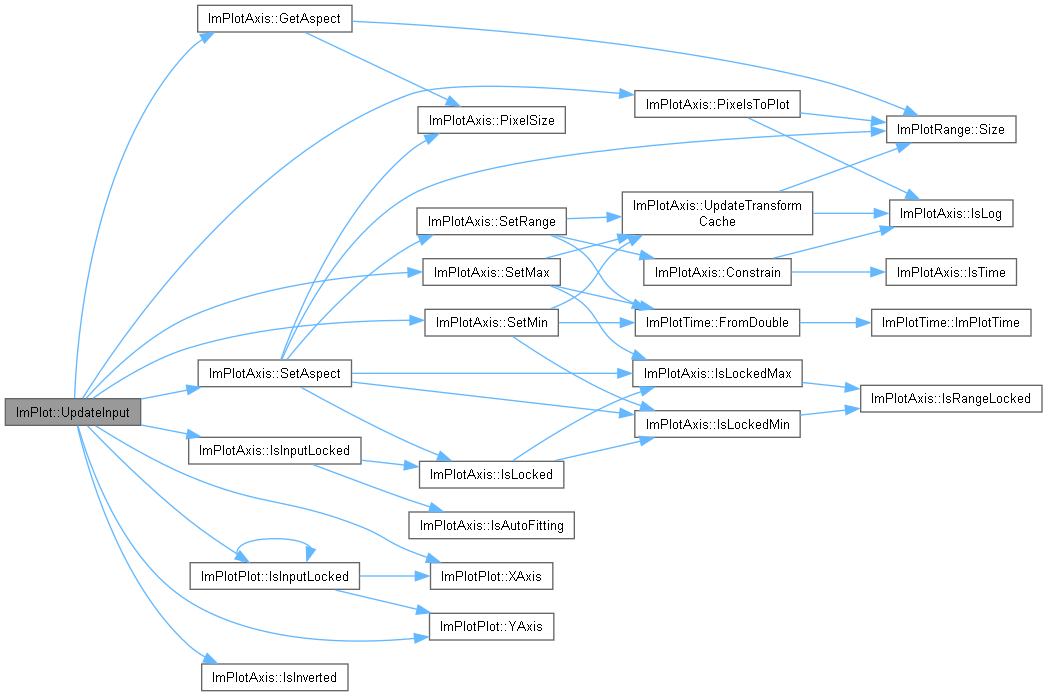 ImPlotAxis::GetAspect
ImPlotAxis::PixelsToPlot
ImPlotAxis::PixelSize
ImPlotRange::Size
ImPlotAxis::UpdateTransform
Cache
ImPlotAxis::SetRange
ImPlotAxis::IsLog
ImPlotAxis::SetMax
ImPlotAxis::Constrain
ImPlotAxis::IsTime
ImPlotAxis::SetMin
ImPlotTime::FromDouble
ImPlotTime::ImPlotTime
ImPlotAxis::SetAspect
ImPlotAxis::IsLockedMax
ImPlotAxis::IsRangeLocked
ImPlot::UpdateInput
ImPlotAxis::IsLockedMin
ImPlotAxis::IsInputLocked
ImPlotAxis::IsLocked
ImPlotAxis::IsAutoFitting
ImPlotPlot::IsInputLocked
ImPlotPlot::XAxis
ImPlotPlot::YAxis
ImPlotAxis::IsInverted